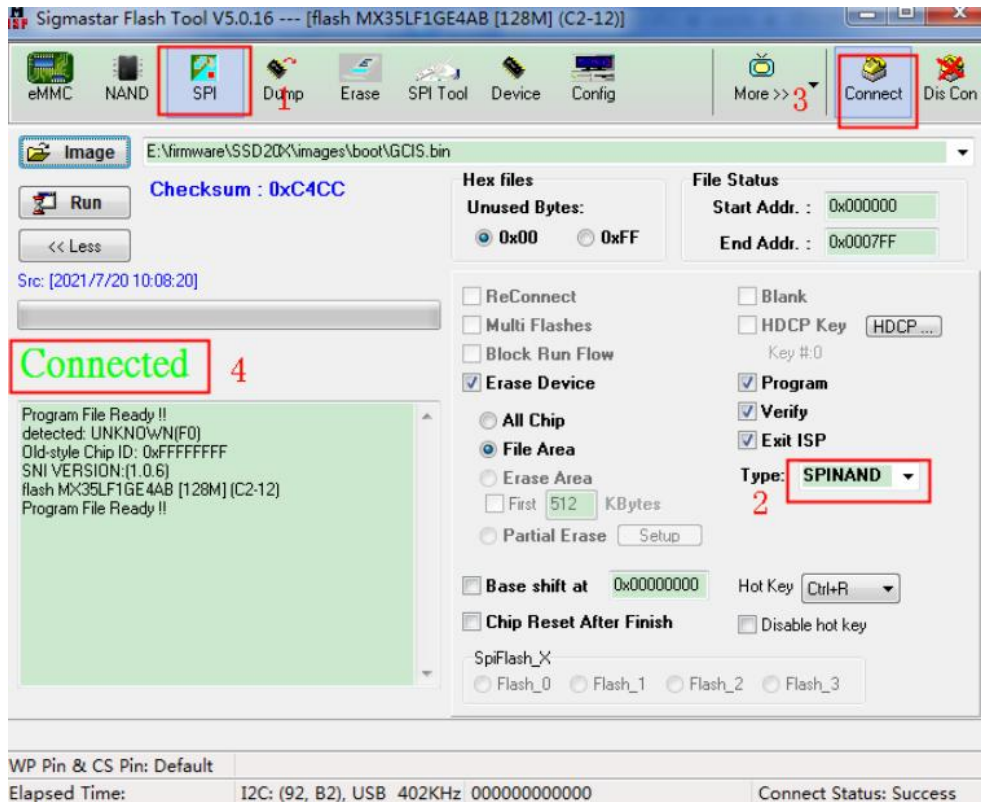 Sigmastar Flash Tool V5.0.16 --- [flash MX35LF1GE4AB [128M] (C2-12)]
eMMC NAND SPI 1 Dump Erase SPI Tool Device Config More >> 3 Connect Dis Con
Image E:\firmware\SSD20X\images\boot\GCIS.bin
Run
Checksum : 0xC4CC
<< Less
Hex files
Unused Bytes:
0x00 0xFF
File Status
Start Addr. : 0x000000
End Addr. : 0x0007FF
Src: [2021/7/20 10:08:20]
Connected 4
Program File Ready !!
detected: UNKNOWN(F0)
Old-style Chip ID: 0xFFFFFFFF
SNI VERSION:(1.0.6)
flash MX35LF1GE4AB [128M] (C2-12)
Program File Ready !!
ReConnect
Multi Flashes
Block Run Flow
Erase Device
All Chip
File Area
Erase Area
First 512 KBytes
Partial Erase Setup
Blank
HDCP Key HDCP ...
Key #:0
Program
Verify
Exit ISP
Type: SPINAND
2
Base shift at 0x00000000 Hot Key Ctrl+R
Chip Reset After Finish Disable hot key
SpiFlash_X
Flash_0 Flash_1 Flash_2 Flash_3
WP Pin & CS Pin: Default
Elapsed Time: I2C: (92, B2), USB 402KHz 000000000000 Connect Status: Success